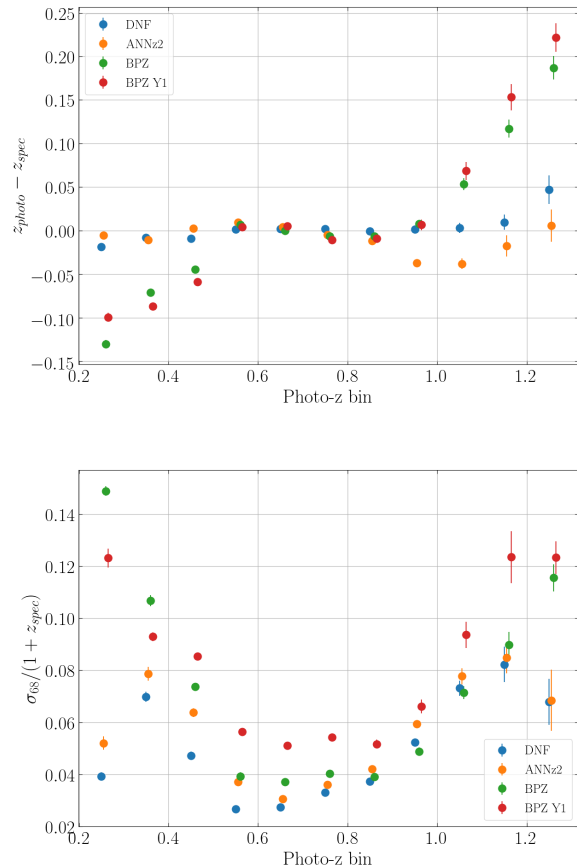 0.25
0.20
0.15
0.10
0.05
0.00
−0.05
−0.10
−0.15
z_photo − z_spec
DNF
ANNz2
BPZ
BPZ Y1
0.2 0.4 0.6 0.8 1.0 1.2
Photo-z bin
0.14
0.12
0.10
0.08
0.06
0.04
0.02
σ_68/(1 + z_spec)
DNF
ANNz2
BPZ
BPZ Y1
0.2 0.4 0.6 0.8 1.0 1.2
Photo-z bin